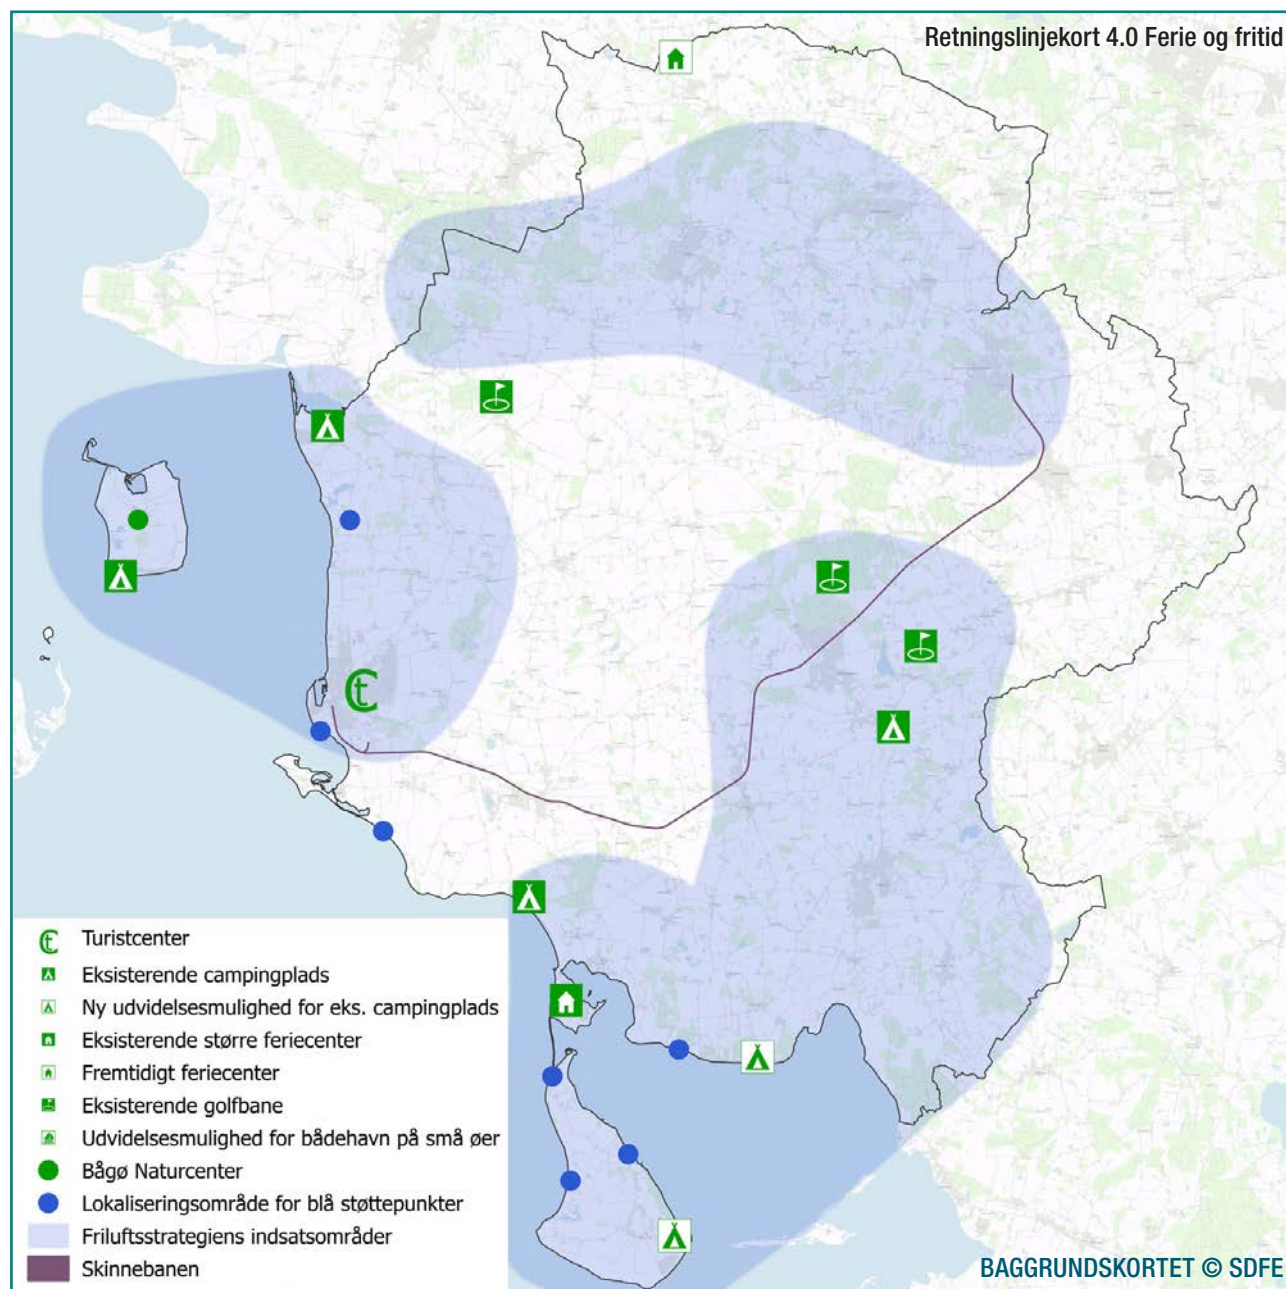 Retningslinjekort 4.0 Ferie og fritid
Turistcenter
Eksisterende campingplads
Ny udvidelsesmulighed for eks. campingplads
Eksisterende større feriecenter
Fremtidigt feriecenter
Eksisterende golfbane
Udvidelsesmulighed for bådehavn på små øer
Bågø Naturcenter
Lokaliseringsområde for blå støttepunkter
Friluftsstrategiens indsatsområder
Skinnebanen
BAGGRUNDSKORTET © SDFE